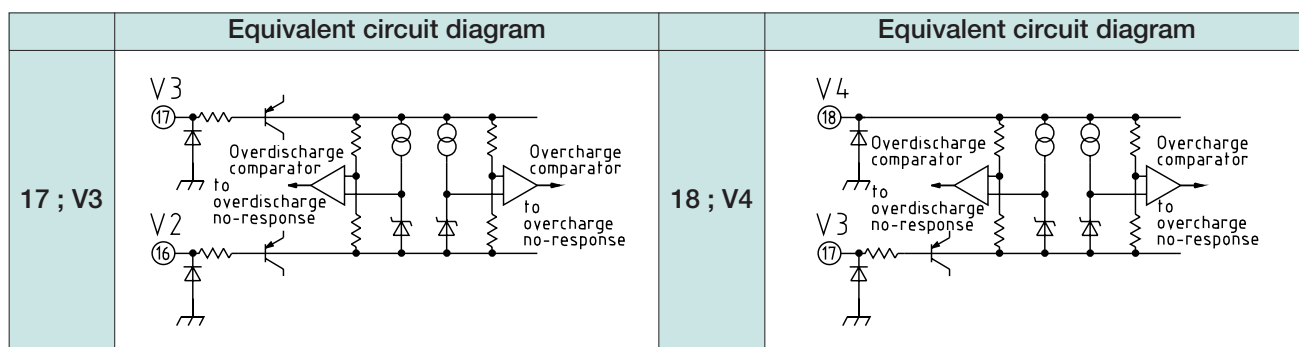 Equivalent circuit diagram
Equivalent circuit diagram
17 ; V3
V3
17
Overdischarge
comparator
to
overdischarge
no-response
Overcharge
comparator
to
overcharge
no-response
V2
16
18 ; V4
V4
18
Overdischarge
comparator
to
overdischarge
no-response
Overcharge
comparator
to
overcharge
no-response
V3
17